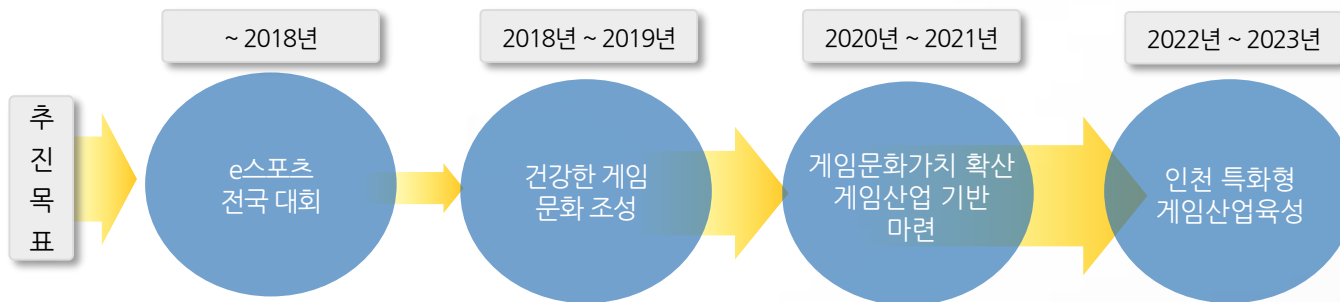 ~ 2018년
2018년 ~ 2019년
2020년 ~ 2021년
2022년 ~ 2023년
추
진
목
표
e스포츠
전국 대회
건강한 게임
문화 조성
게임문화가치 확산
게임산업 기반
마련
인천 특화형
게임산업육성